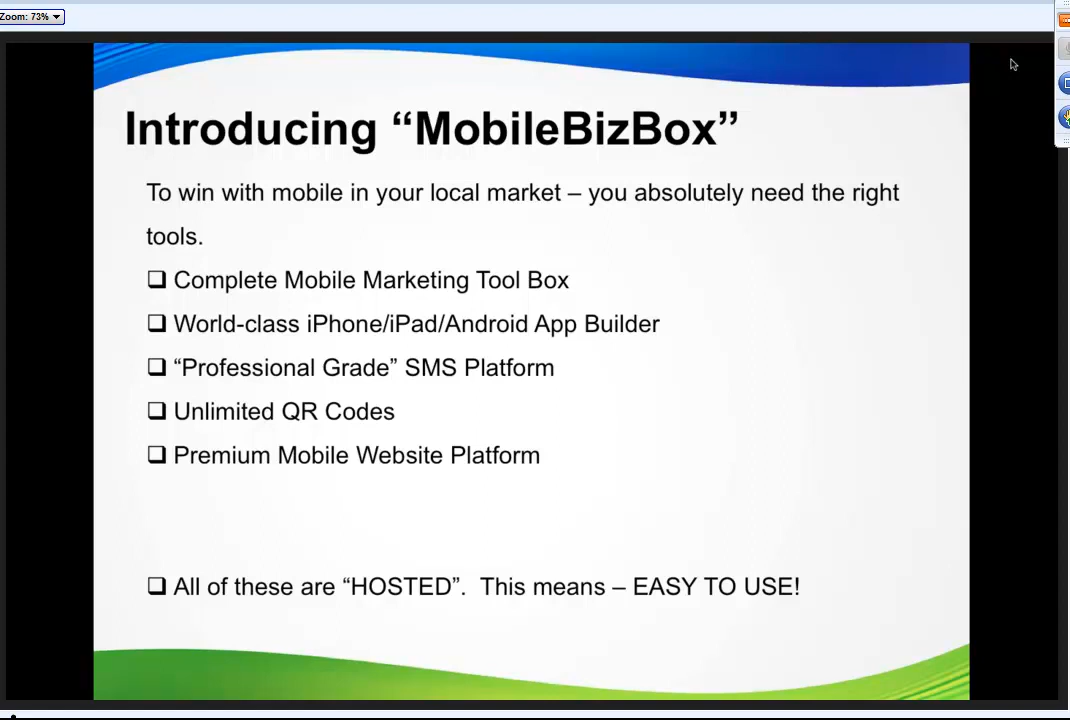 Zoom: 73%
Introducing “MobileBizBox”
To win with mobile in your local market – you absolutely need the right
tools.
❑ Complete Mobile Marketing Tool Box
❑ World-class iPhone/iPad/Android App Builder
❑ “Professional Grade” SMS Platform
❑ Unlimited QR Codes
❑ Premium Mobile Website Platform
❑ All of these are “HOSTED”.  This means – EASY TO USE!